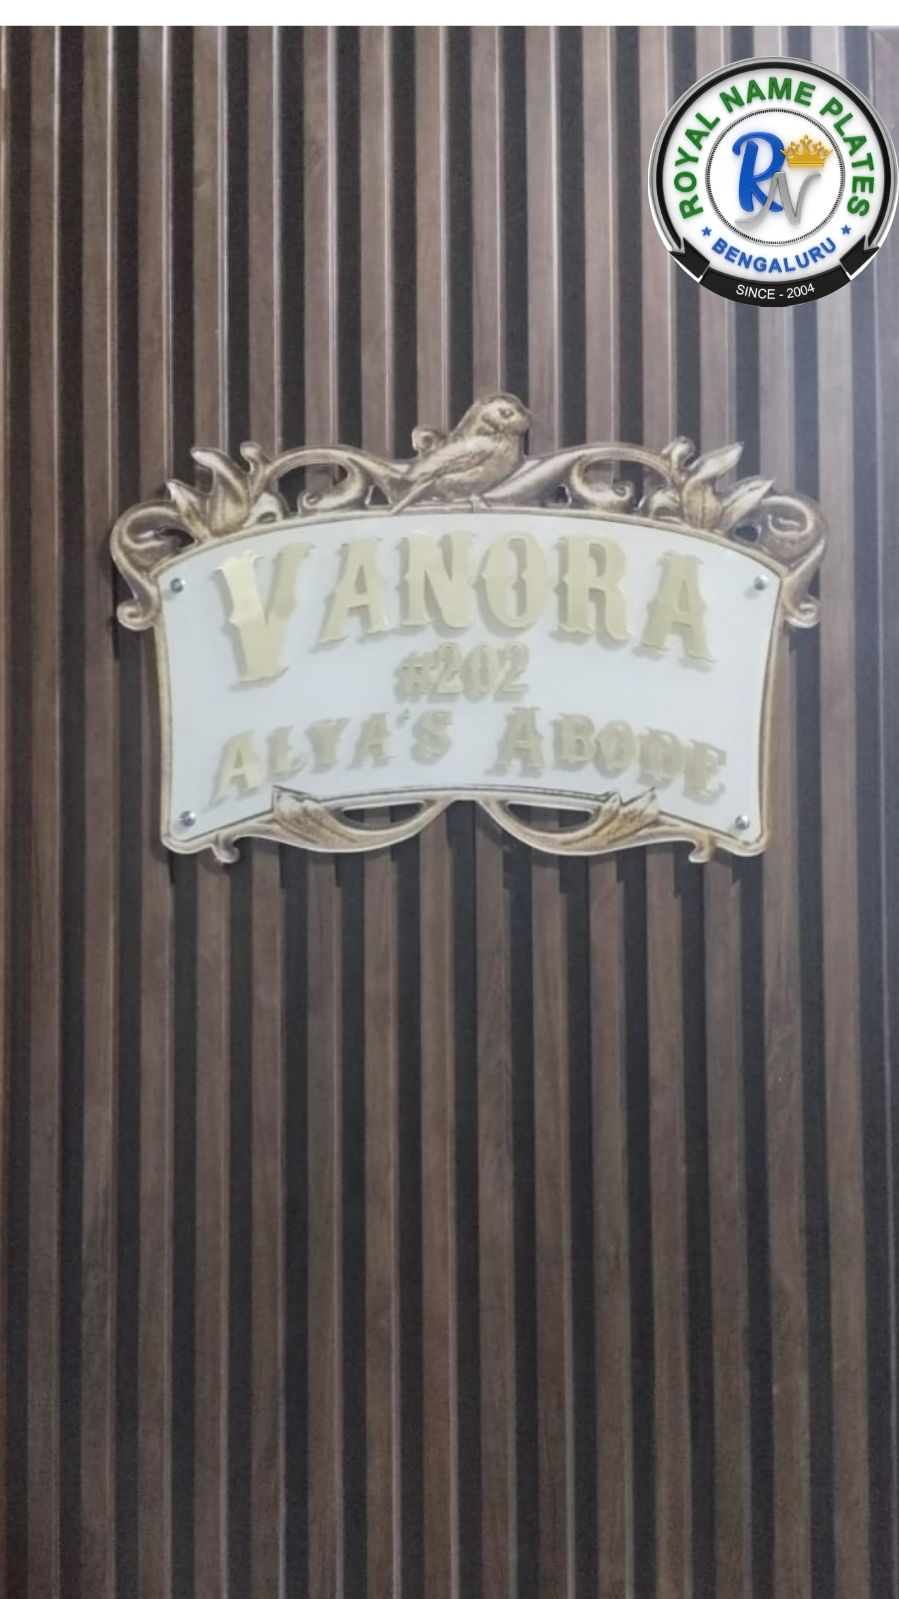 ROYAL NAME PLATES
RN
BENGALURU
SINCE - 2004
VANORA
#202
ALYA'S ABODE